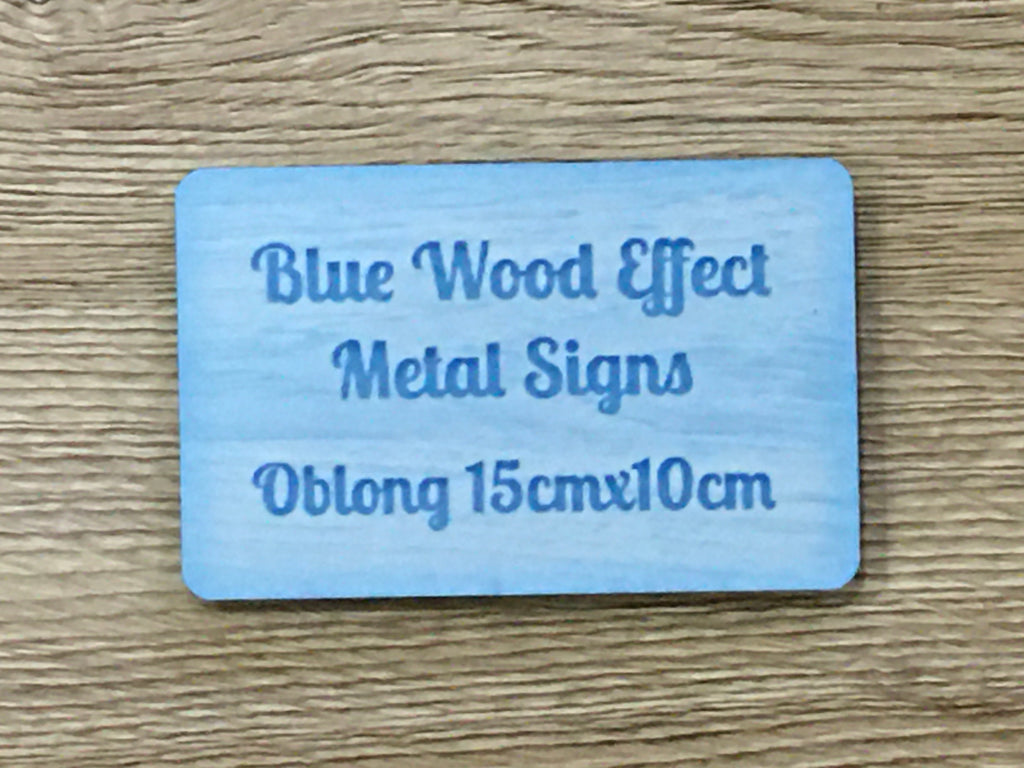 Blue Wood Effect
Metal Signs
Oblong 15cmx10cm